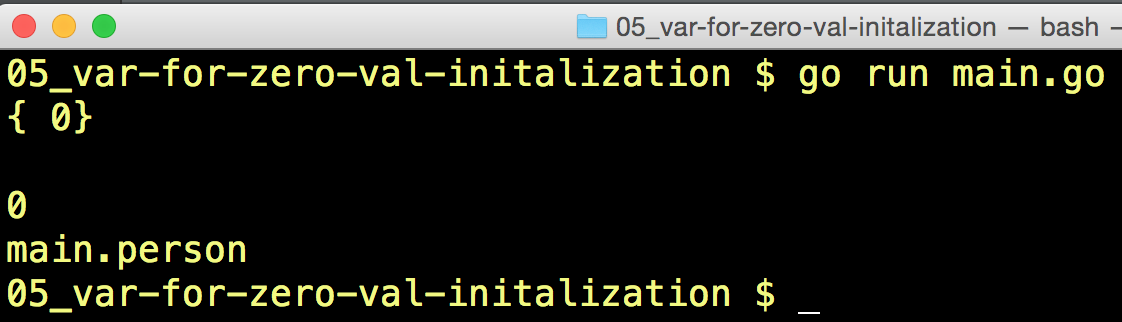 05_var-for-zero-val-initalization — bash –
05_var-for-zero-val-initalization $ go run main.go
{ 0}

0
main.person
05_var-for-zero-val-initalization $ _